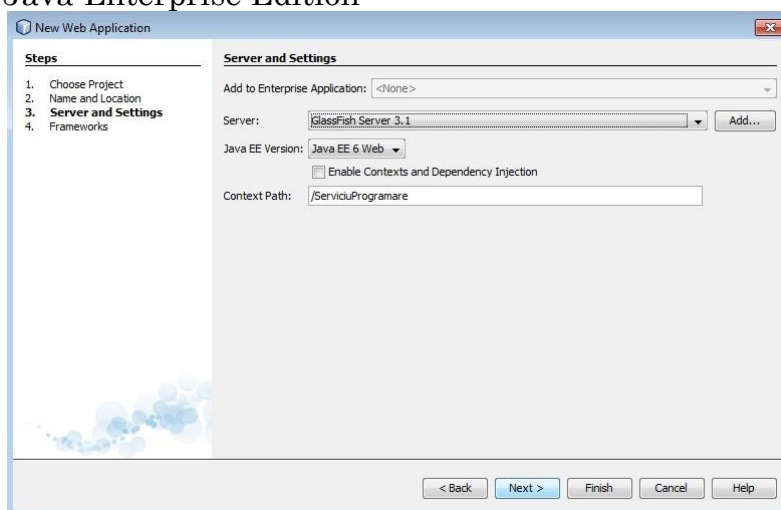 Java Enterprise Edition
New Web Application
Steps
1. Choose Project
2. Name and Location
3. Server and Settings
4. Frameworks
Server and Settings
Add to Enterprise Application: <None>
Server: GlassFish Server 3.1 Add...
Java EE Version: Java EE 6 Web
Enable Contexts and Dependency Injection
Context Path: /ServiciuProgramare
< Back Next > Finish Cancel Help